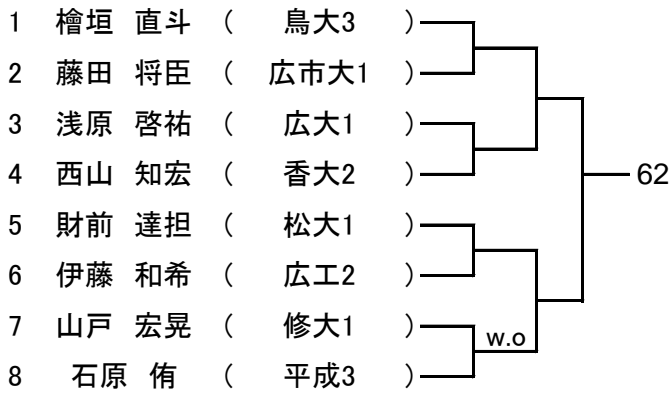 1 檜垣 直斗 ( 鳥大3 )
2 藤田 将臣 ( 広市大1 )
3 浅原 啓祐 ( 広大1 )
4 西山 知宏 ( 香大2 )
62
5 財前 達担 ( 松大1 )
6 伊藤 和希 ( 広工2 )
7 山戸 宏晃 ( 修大1 )
w.o
8 石原 侑 ( 平成3 )